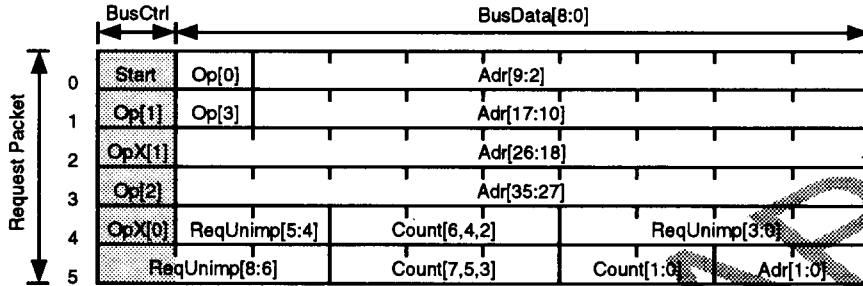 BusCtrl BusData[8:0]
Request Packet
0 Start Op[0] Adr[9:2]
1 Op[1] Op[3] Adr[17:10]
2 OpX[1] Adr[26:18]
3 Op[2] Adr[35:27]
4 OpX[0] ReqUnimp[5:4] Count[6,4,2] ReqUnimp[3:0]
5 ReqUnimp[8:6] Count[7,5,3] Count[1:0] Adr[1:0]